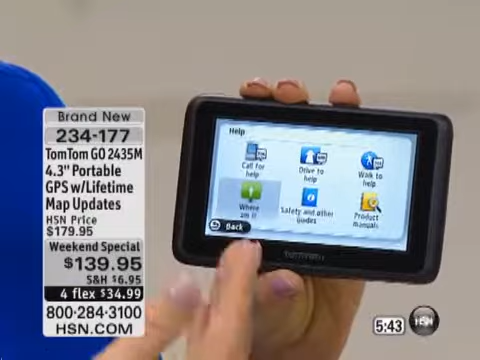 Brand New
234-177
TomTom GO 2435M
4.3" Portable
GPS w/Lifetime
Map Updates
HSN Price
$179.95
Weekend Special
$139.95
S&H $6.95
4 flex $34.99
800•284•3100
HSN.COM
Help
Call for help
Drive to help
Walk to help
Where am I?
Safety and other guides
Product manuals
Back
TOMTOM
5:43
HSN